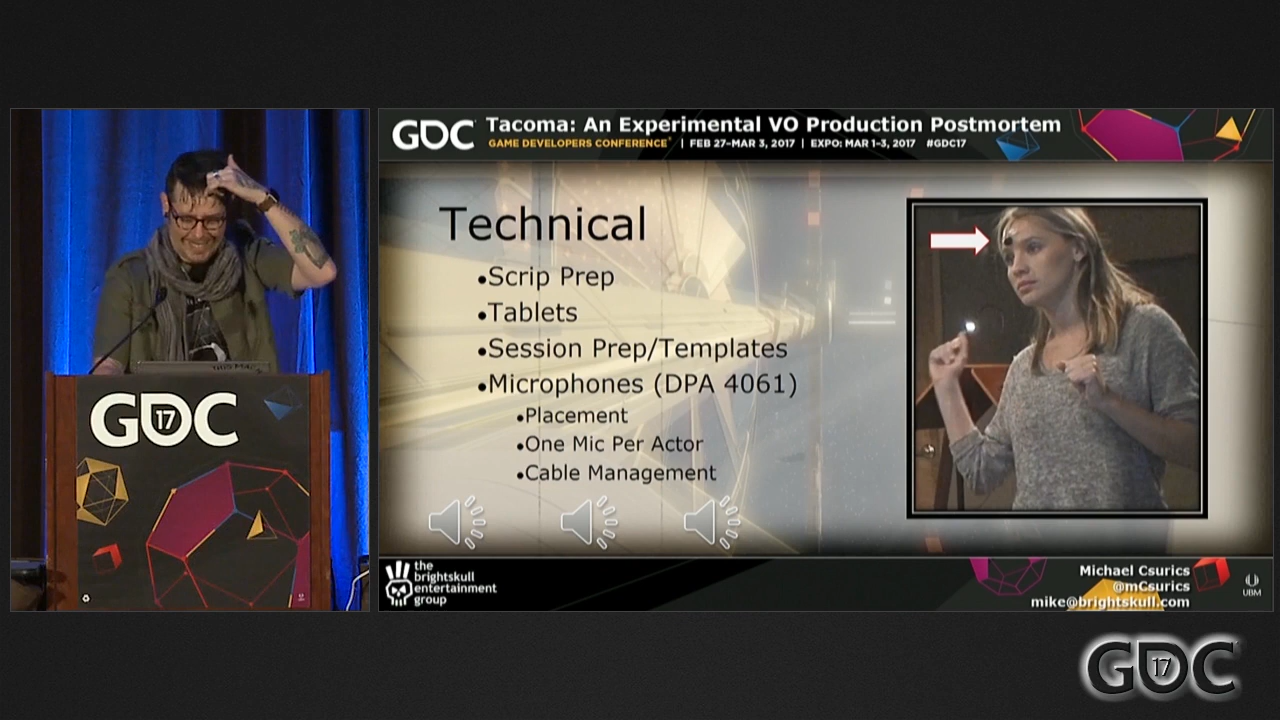 GDC
Tacoma: An Experimental VO Production Postmortem
GAME DEVELOPERS CONFERENCE® | FEB 27–MAR 3, 2017 | EXPO: MAR 1–3, 2017 #GDC17
Technical
•Scrip Prep
•Tablets
•Session Prep/Templates
•Microphones (DPA 4061)
•Placement
•One Mic Per Actor
•Cable Management
GDC
17
the
brightskull
entertainment
group
Michael Csurics
@mCsurics
mike@brightskull.com
UBM
GDC
17